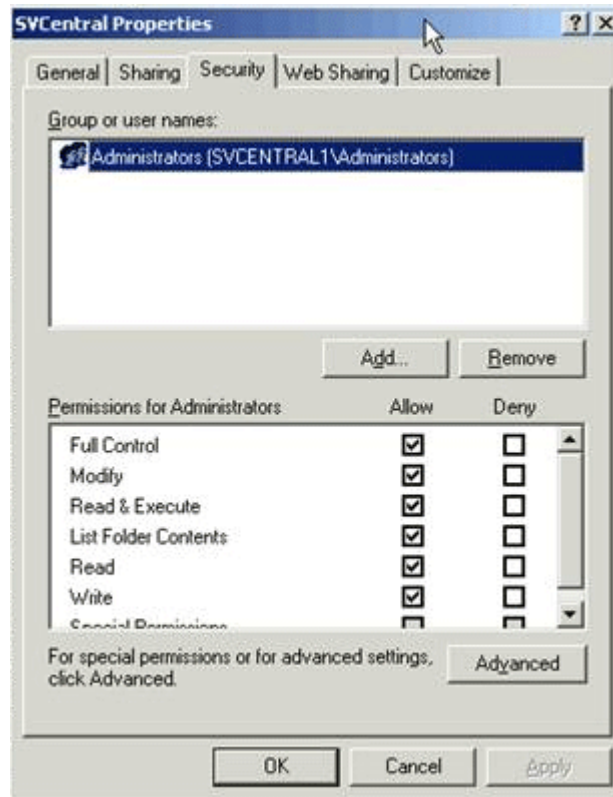 SVCentral Properties
General Sharing Security Web Sharing Customize
Group or user names:
Administrators (SVCENTRAL1\Administrators)
Add... Remove
Permissions for Administrators Allow Deny
Full Control
Modify
Read & Execute
List Folder Contents
Read
Write
Special Permissions
For special permissions or for advanced settings,
click Advanced.
Advanced
OK Cancel Apply